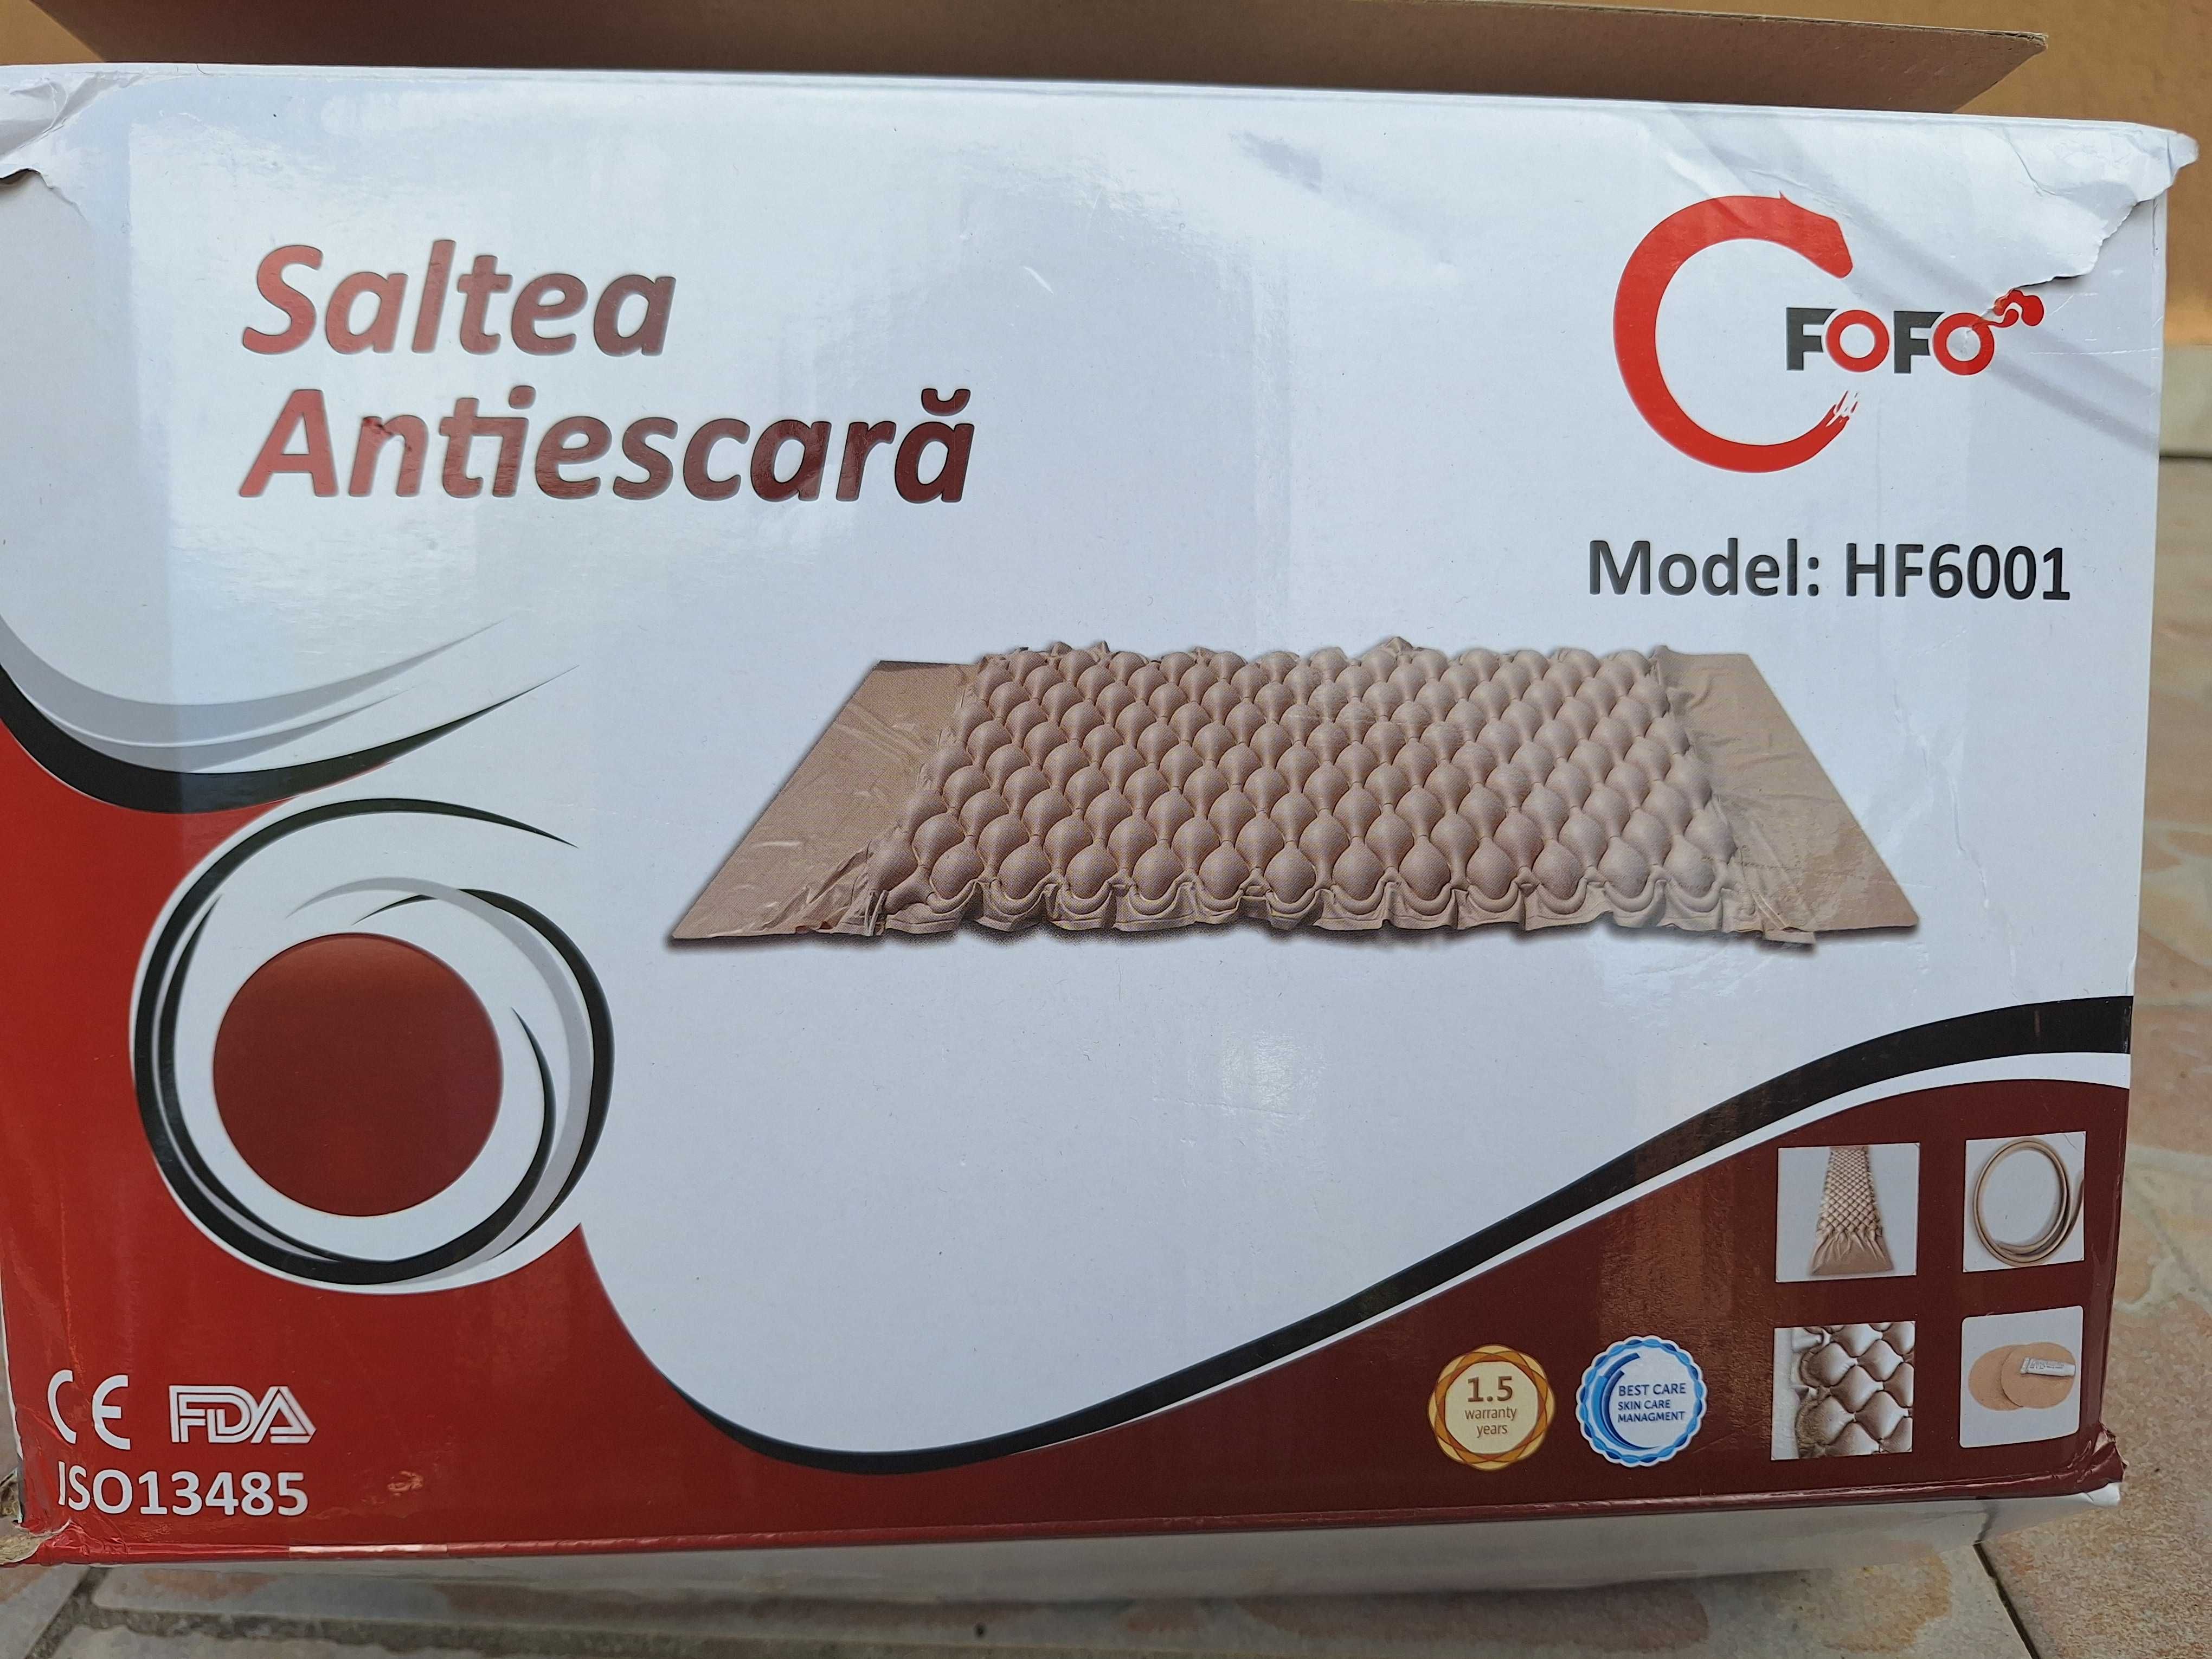 Saltea
Antiescară
FOFO
Model: HF6001
CE FDA
ISO13485
1.5
warranty
years
BEST CARE
SKIN CARE
MANAGMENT